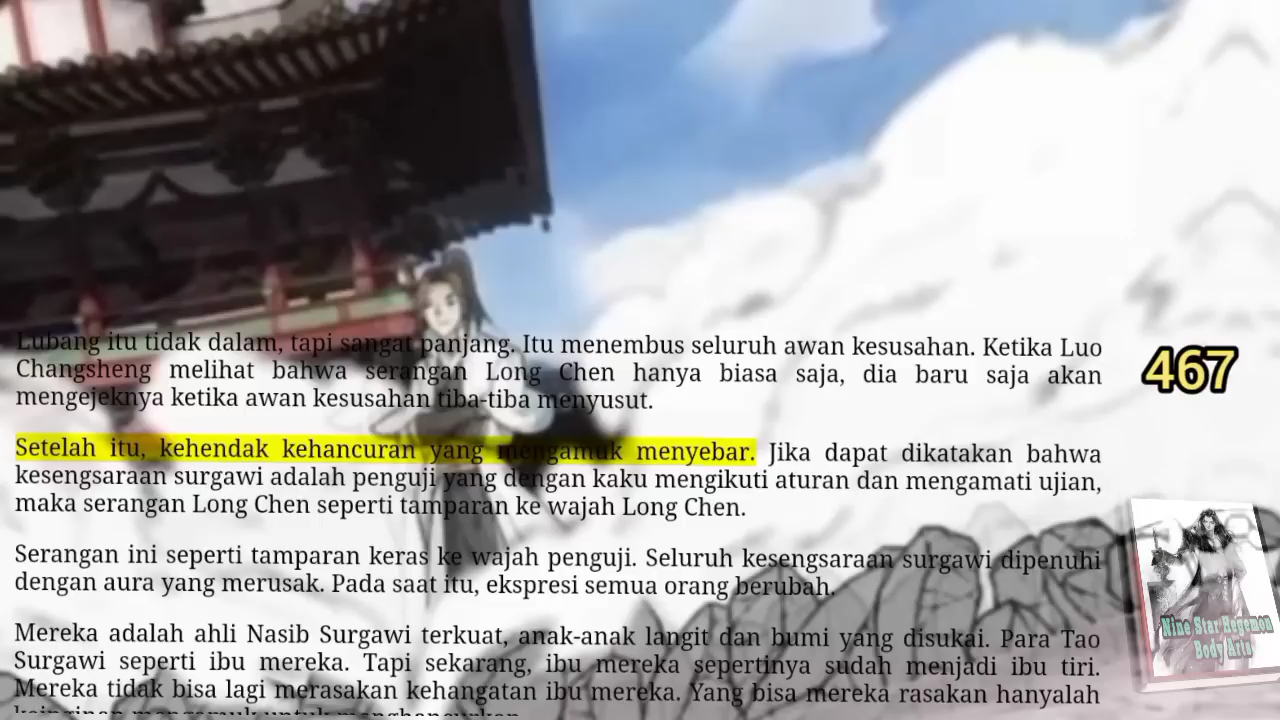 Lubang itu tidak dalam, tapi sangat panjang. Itu menembus seluruh awan kesusahan. Ketika Luo
Changsheng melihat bahwa serangan Long Chen hanya biasa saja, dia baru saja akan
mengejeknya ketika awan kesusahan tiba-tiba menyusut.
Setelah itu, kehendak kehancuran yang mengamuk menyebar. Jika dapat dikatakan bahwa
kesengsaraan surgawi adalah penguji yang dengan kaku mengikuti aturan dan mengamati ujian,
maka serangan Long Chen seperti tamparan ke wajah Long Chen.
Serangan ini seperti tamparan keras ke wajah penguji. Seluruh kesengsaraan surgawi dipenuhi
dengan aura yang merusak. Pada saat itu, ekspresi semua orang berubah.
Mereka adalah ahli Nasib Surgawi terkuat, anak-anak langit dan bumi yang disukai. Para Tao
Surgawi seperti ibu mereka. Tapi sekarang, ibu mereka sepertinya sudah menjadi ibu tiri.
Mereka tidak bisa lagi merasakan kehangatan ibu mereka. Yang bisa mereka rasakan hanyalah
keinginan mengamuk untuk menghancurkan.
467
Nine Star Hegemon
Body Arts